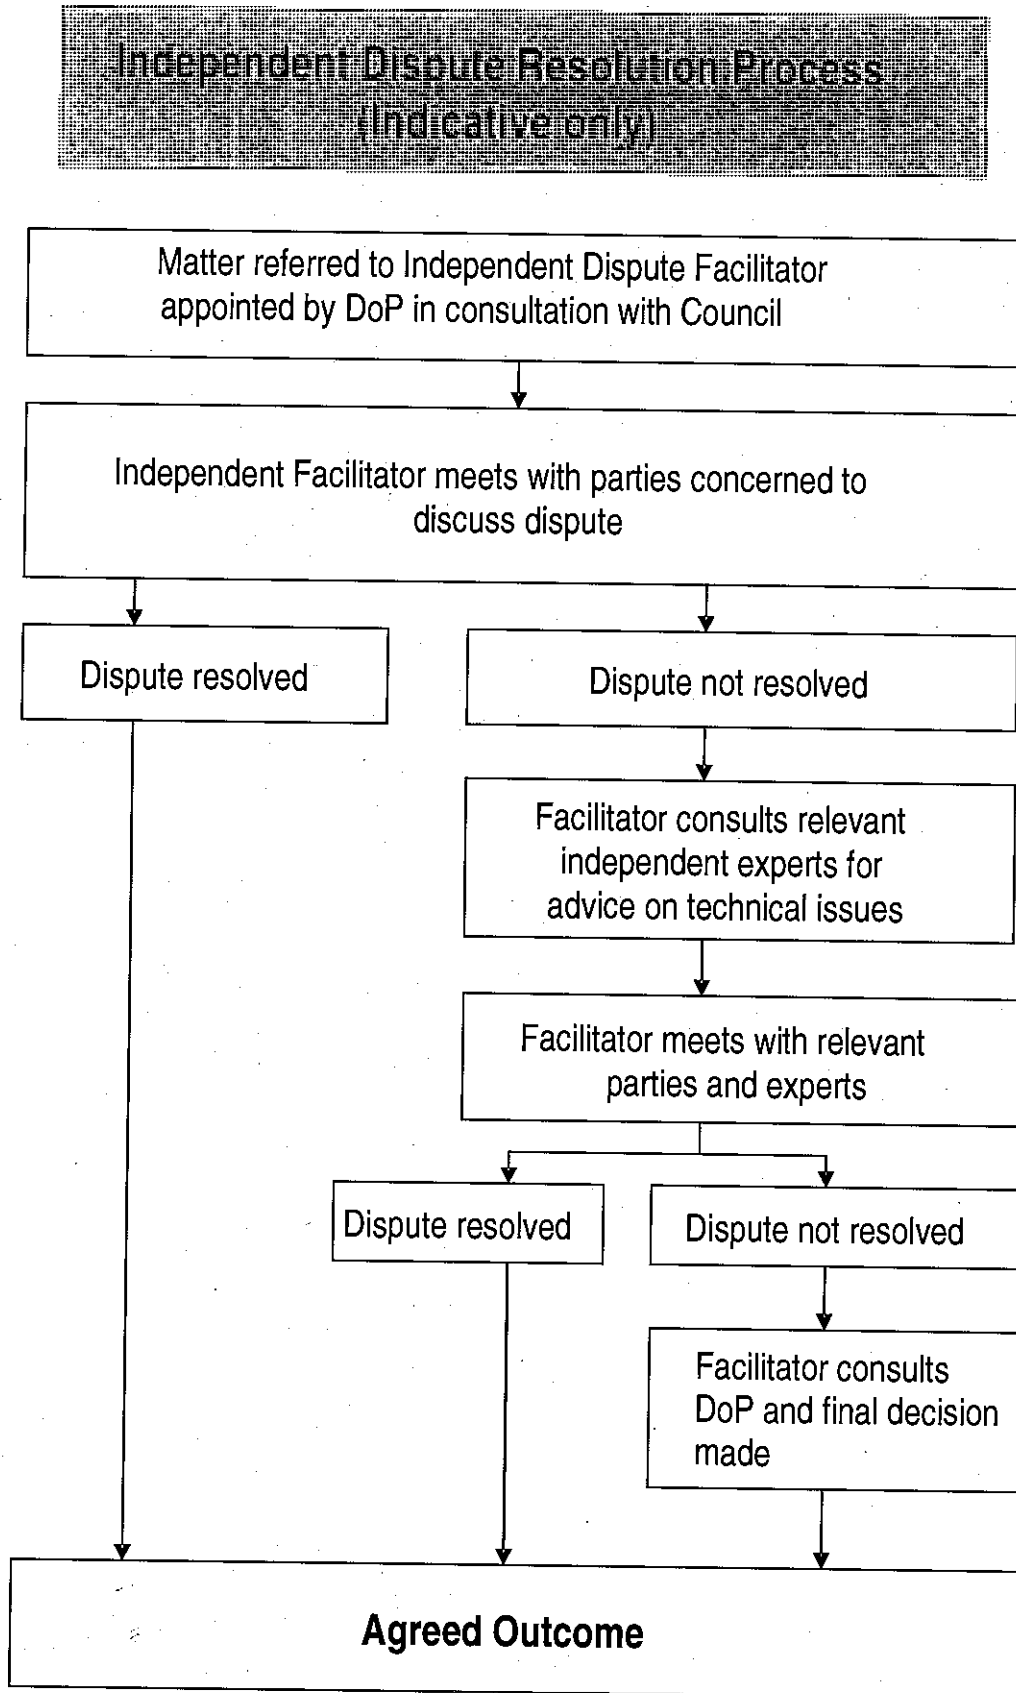 Independent Dispute Resolution Process
(Indicative only)
Matter referred to Independent Dispute Facilitator
appointed by DoP in consultation with Council
Independent Facilitator meets with parties concerned to
discuss dispute
Dispute resolved
Dispute not resolved
Facilitator consults relevant
independent experts for
advice on technical issues
Facilitator meets with relevant
parties and experts
Dispute resolved
Dispute not resolved
Facilitator consults
DoP and final decision
made
Agreed Outcome